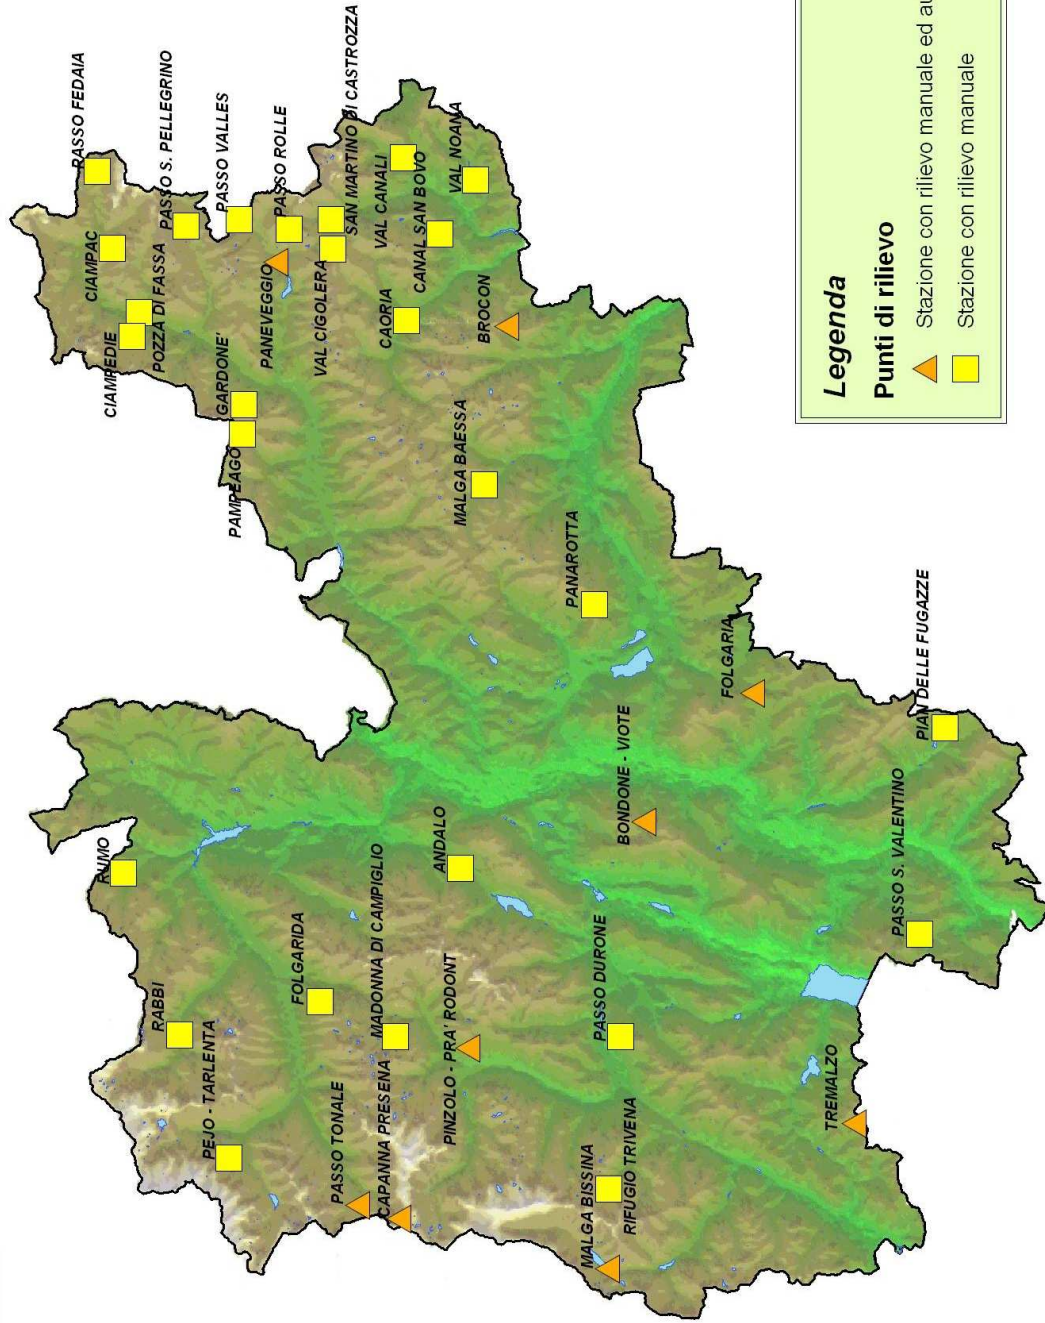 PASSO FEDAIA
CIAMPAC
PASSO S. PELLEGRINO
CIAMPEDIE
POZZA DI FASSA
PASSO VALLES
GARDONE'
PAMPEAGO
PANEVEGGIO
PASSO ROLLE
SAN MARTINO DI CASTROZZA
VAL CIGOLERA
VAL CANALI
CAORIA
CANAL SAN BOVO
VAL NOANA
BROCON
MALGA BAESSA
PANAROTTA
RUMO
RABBI
PEJO - TARLENTA
FOLGARIDA
PASSO TONALE
MADONNA DI CAMPIGLIO
CAPANNA PRESENA
ANDALO
PINZOLO - PRA' RODONT
BONDONE - VIOTE
FOLGARIA
PASSO DURONE
MALGA BISSINA
RIFUGIO TRIVENA
PIAN DELLE FUGAZZE
PASSO S. VALENTINO
TREMALZO
Legenda
Punti di rilievo
Stazione con rilievo manuale ed
Stazione con rilievo manuale